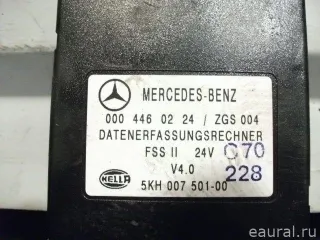 MERCEDES-BENZ
000 446 02 24 / ZGS 004
DATENERFASSUNGSRECHNER
FSS II 24V 070
V4.0 228
HELLA 5KH 007 501-00
eaural.ru